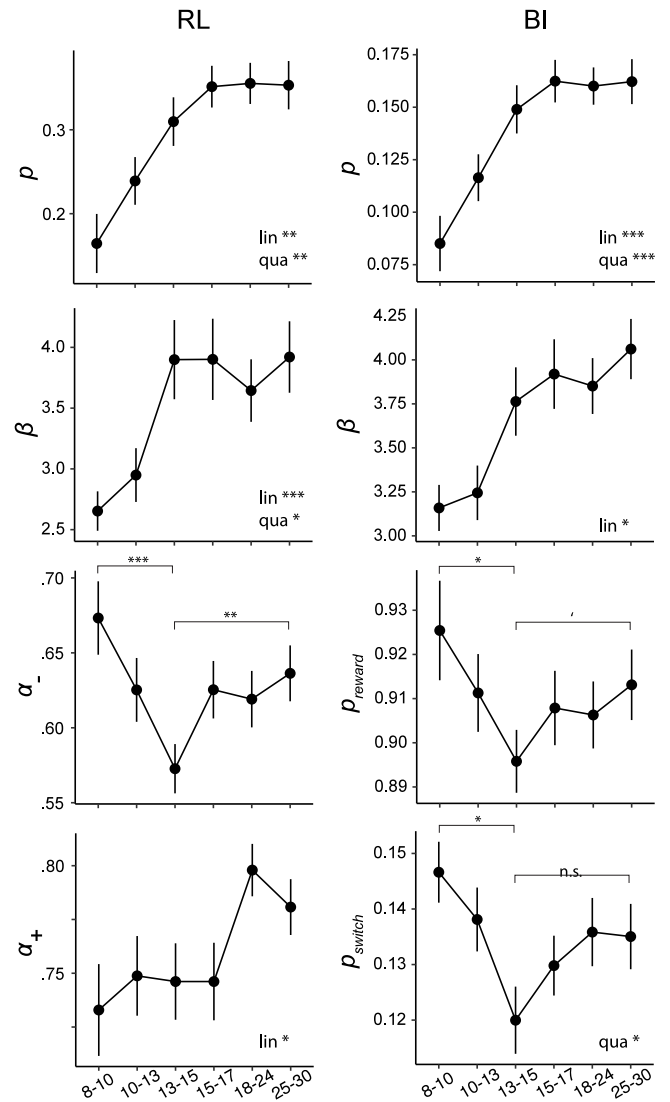 RL
BI
0.3
0.2
p
lin **
qua **
0.175
0.150
0.125
0.100
0.075
p
lin ***
qua ***
4.0
3.5
3.0
2.5
β
lin ***
qua *
4.25
4.00
3.75
3.50
3.25
3.00
β
lin *
.70
.65
.60
.55
α-
***
**
0.93
0.92
0.91
0.90
0.89
preward
*
′
.80
.75
α+
lin *
0.15
0.14
0.13
0.12
pswitch
*
n.s.
qua *
8-10 10-13 13-15 15-17 18-24 25-30
8-10 10-13 13-15 15-17 18-24 25-30